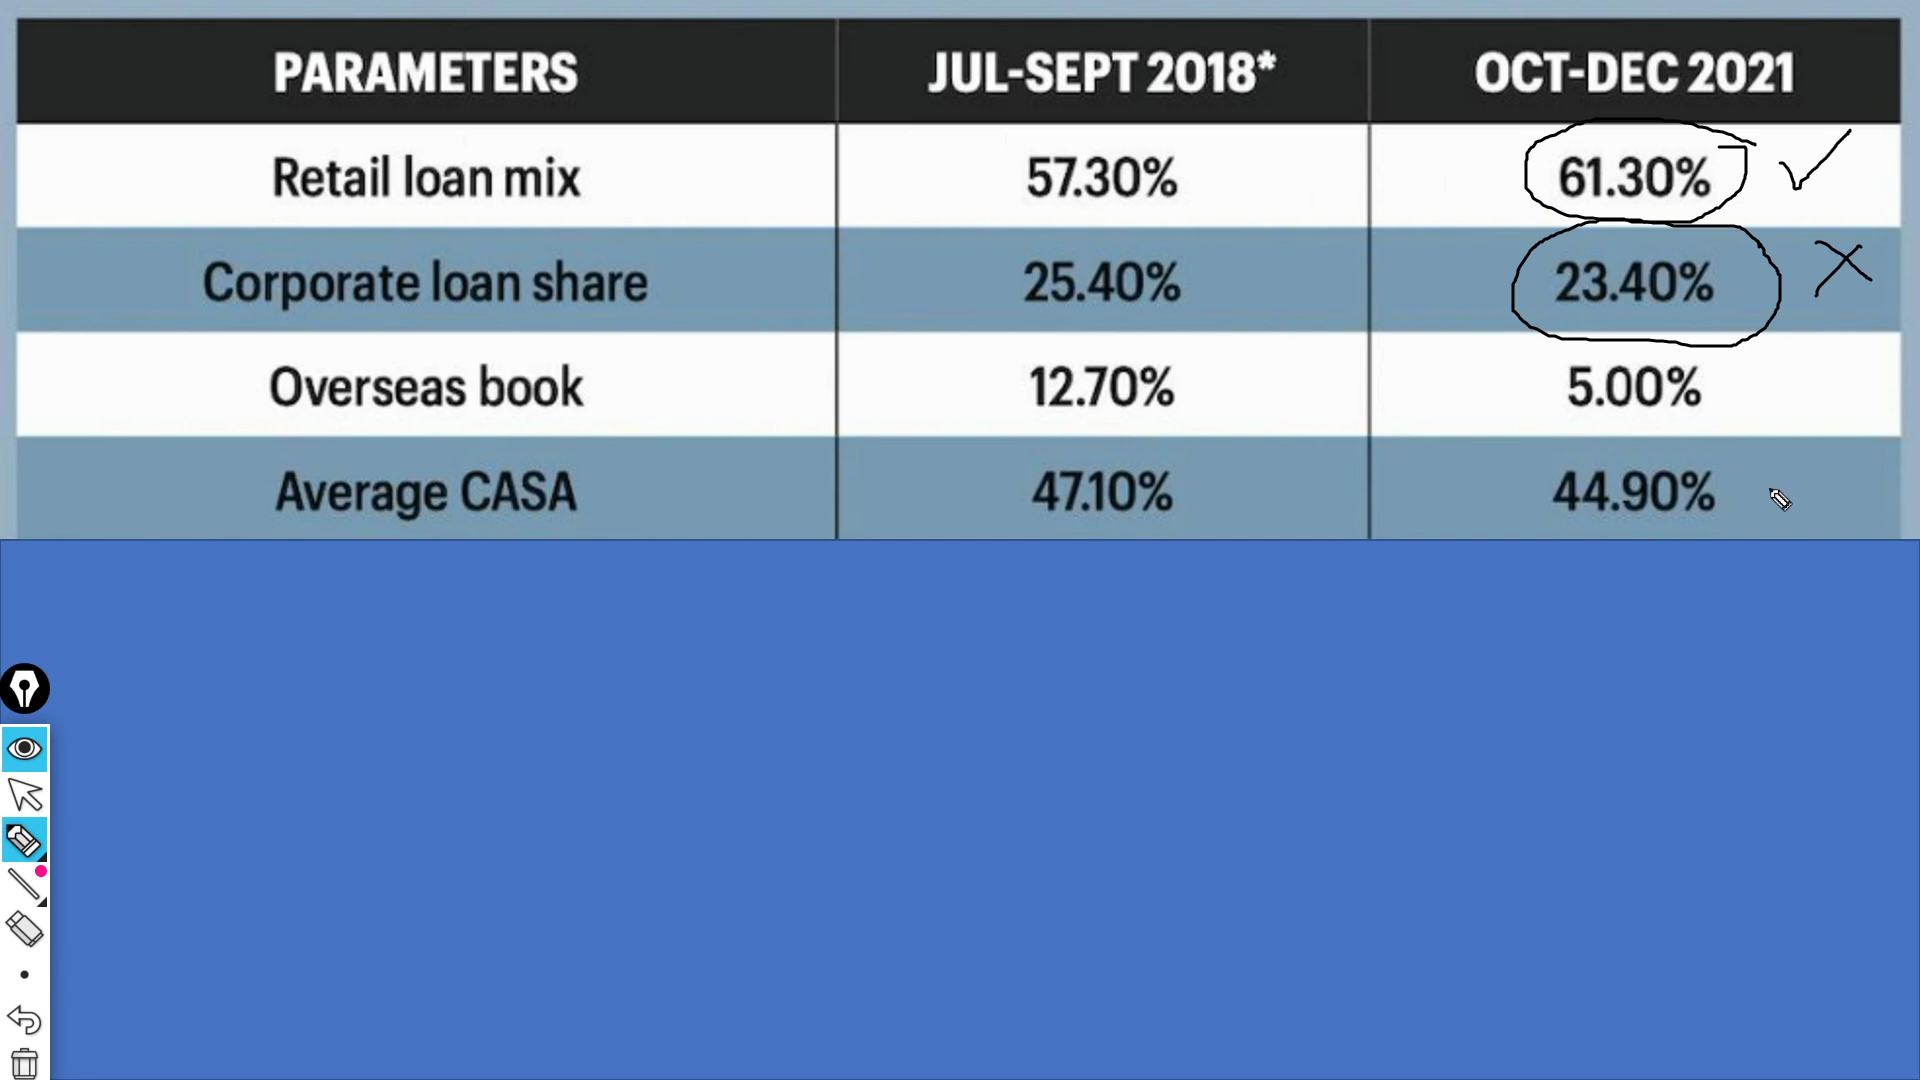 PARAMETERS JUL-SEPT 2018* OCT-DEC 2021
Retail loan mix 57.30% 61.30%
Corporate loan share 25.40% 23.40%
Overseas book 12.70% 5.00%
Average CASA 47.10% 44.90%